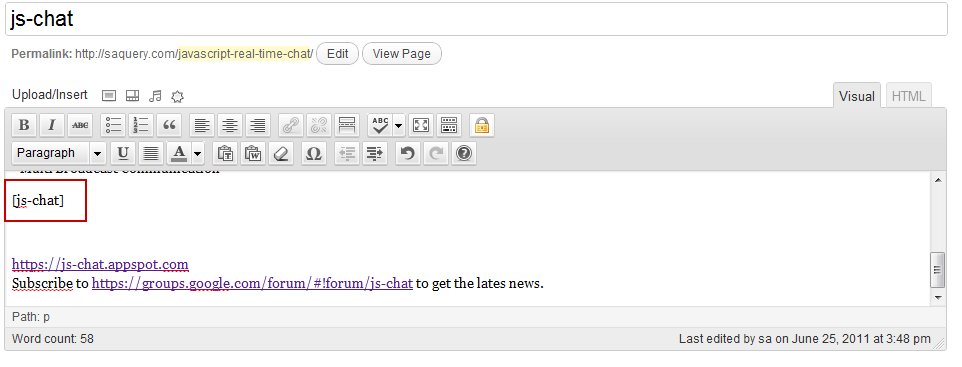 js-chat
Permalink: http://saquery.com/javascript-real-time-chat/ Edit View Page
Upload/Insert Visual HTML
B I ABC ABC
Paragraph U A T W Ω ?
Multi Broadcast Communication
[js-chat]
https://js-chat.appspot.com
Subscribe to https://groups.google.com/forum/#!forum/js-chat to get the lates news.
Path: p
Word count: 58 Last edited by sa on June 25, 2011 at 3:48 pm